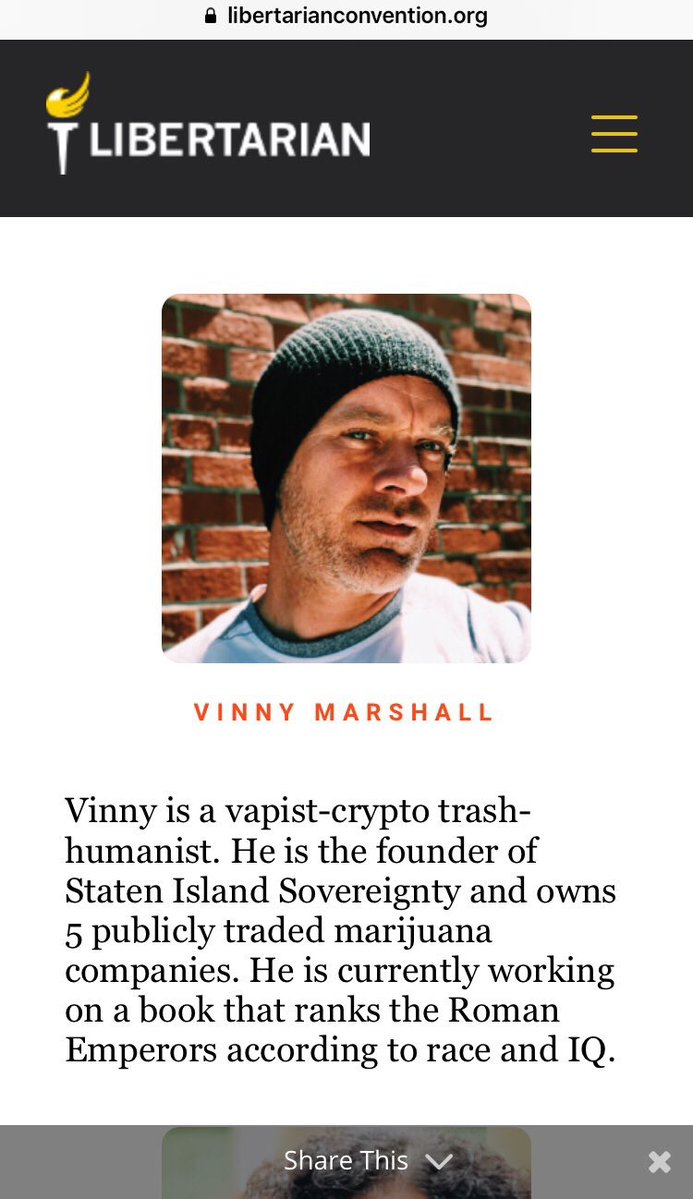 libertarianconvention.org
LIBERTARIAN
VINNY MARSHALL
Vinny is a vapist-crypto trash-
humanist. He is the founder of
Staten Island Sovereignty and owns
5 publicly traded marijuana
companies. He is currently working
on a book that ranks the Roman
Emperors according to race and IQ.
Share This